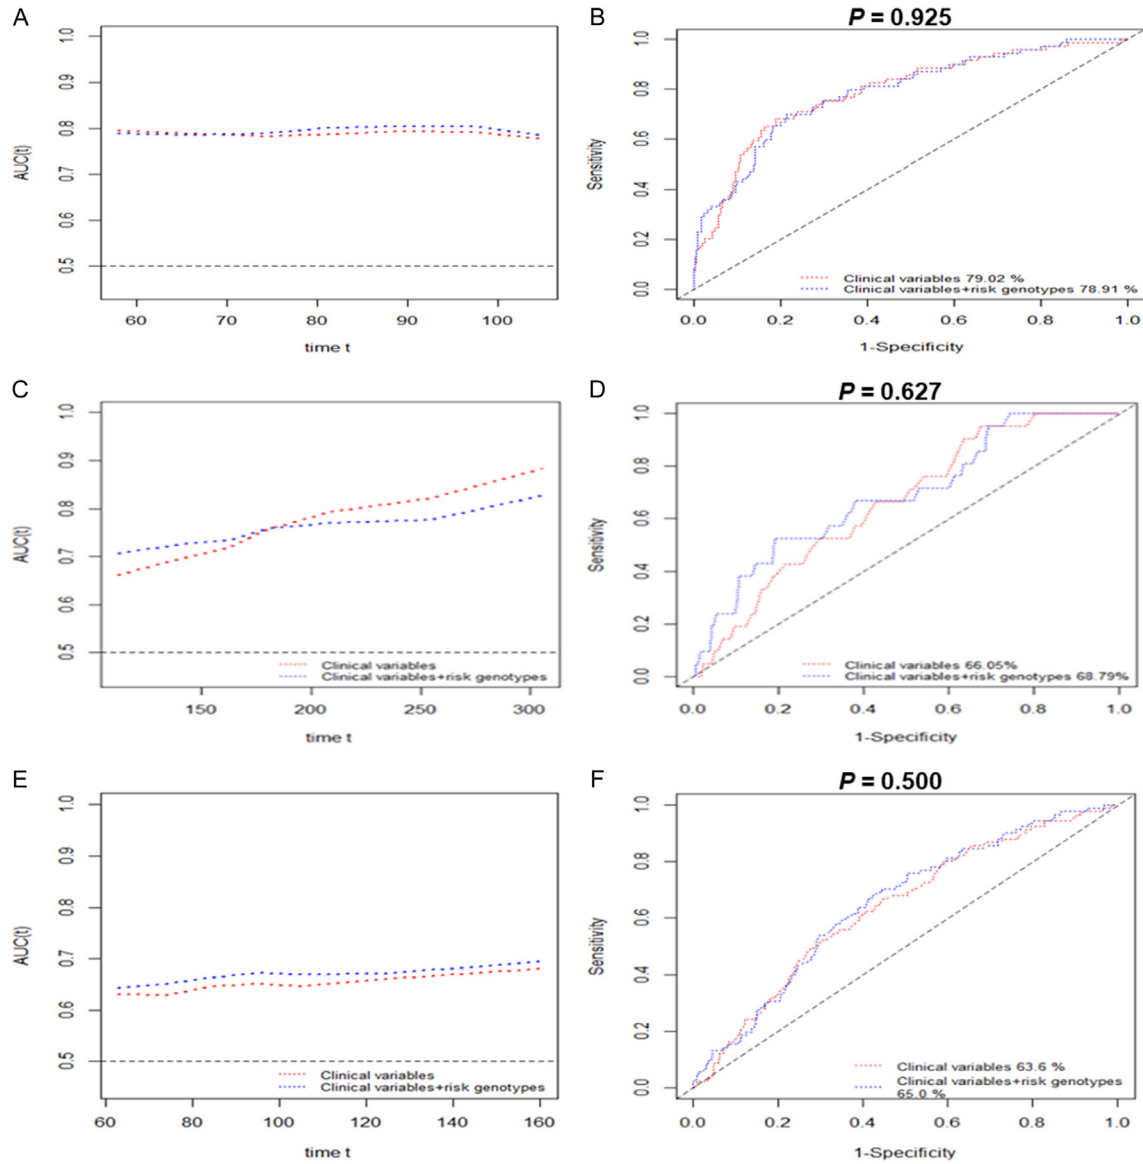 A
AUC(t)
1.0
0.9
0.8
0.7
0.6
0.5
60 70 80 90 100
time t
B
P = 0.925
Sensitivity
1.0
0.8
0.6
0.4
0.2
0.0
Clinical variables 79.02 %
Clinical variables+risk genotypes 78.91 %
0.0 0.2 0.4 0.6 0.8 1.0
1-Specificity
C
AUC(t)
1.0
0.9
0.8
0.7
0.6
0.5
Clinical variables
Clinical variables+risk genotypes
150 200 250 300
time t
D
P = 0.627
Sensitivity
0.8
0.6
0.4
0.2
0.0
1.0
Clinical variables 66.05%
Clinical variables+risk genotypes 68.79%
0.0 0.2 0.4 0.6 0.8 1.0
1-Specificity
E
AUC(t)
1.0
0.9
0.8
0.7
0.6
0.5
Clinical variables
Clinical variables+risk genotypes
60 80 100 120 140 160
time t
F
P = 0.500
Sensitivity
1.0
0.8
0.6
0.4
0.2
0.0
Clinical variables 63.6 %
Clinical variables+risk genotypes
65.0 %
0.0 0.2 0.4 0.6 0.8 1.0
1-Specificity